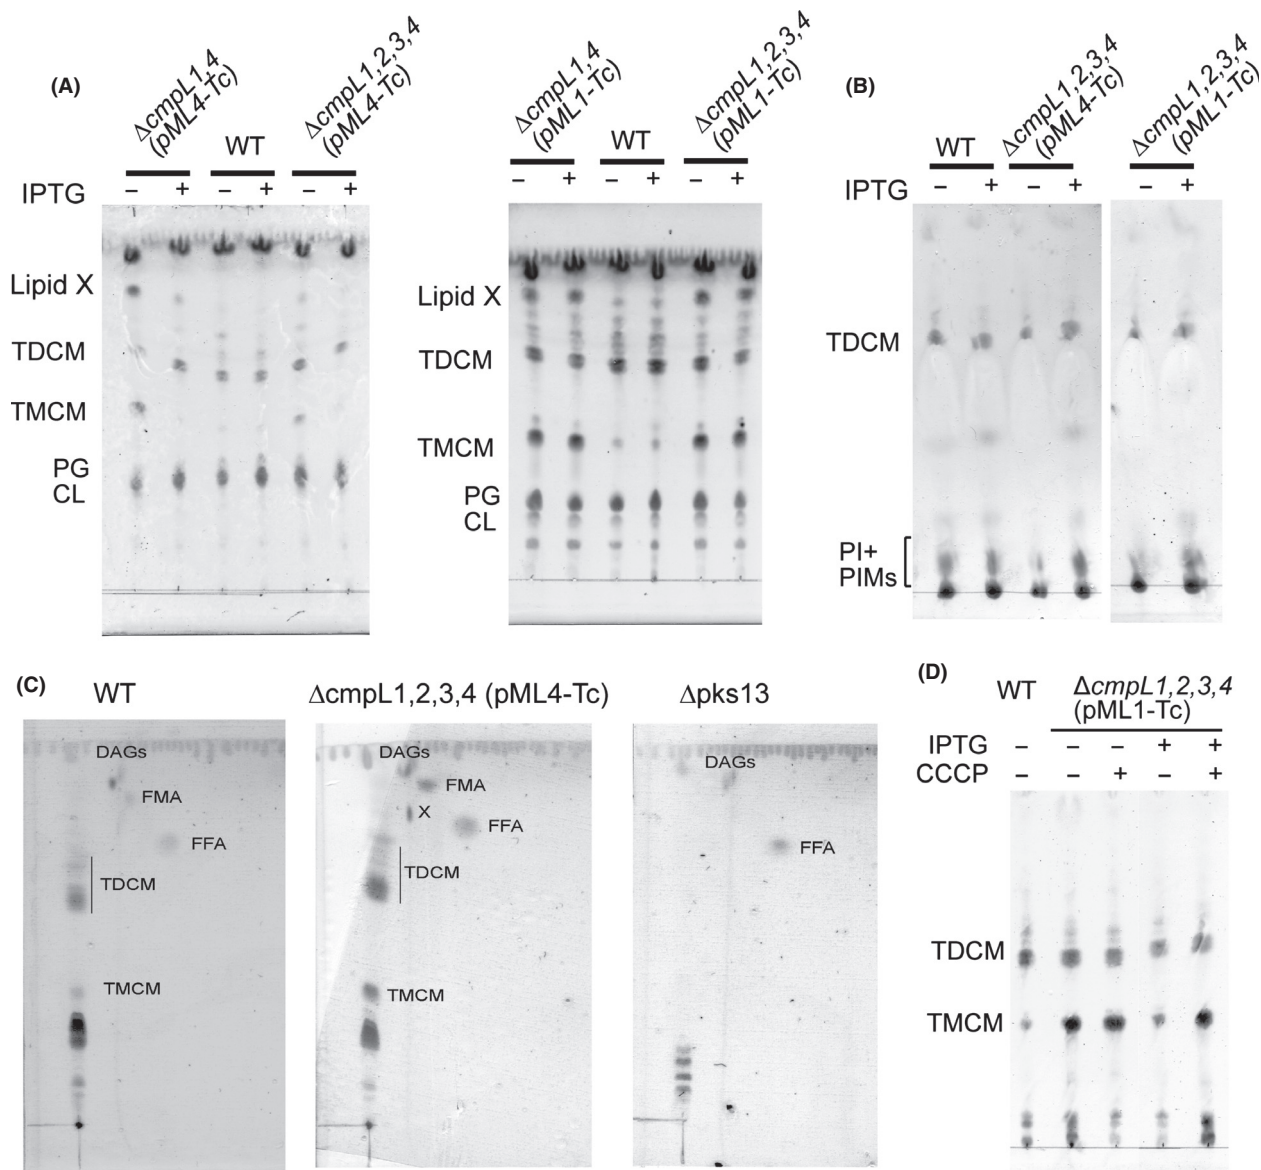 (A)
ΔcmpL1,4
(pML4-Tc)
WT
ΔcmpL1,2,3,4
(pML4-Tc)
IPTG
– + – + – +
Lipid X
TDCM
TMCM
PG
CL
ΔcmpL1,4
(pML1-Tc)
WT
ΔcmpL1,2,3,4
(pML1-Tc)
– + – + – +
Lipid X
TDCM
TMCM
PG
CL
(B)
WT
ΔcmpL1,2,3,4
(pML4-Tc)
ΔcmpL1,2,3,4
(pML1-Tc)
IPTG
– + – + – +
TDCM
PI+
PIMs
(C)
WT
DAGs
FMA
FFA
TDCM
TMCM
ΔcmpL1,2,3,4 (pML4-Tc)
DAGs
FMA
X
FFA
TDCM
TMCM
Δpks13
DAGs
FFA
(D)
WT
ΔcmpL1,2,3,4
(pML1-Tc)
IPTG – – – + +
CCCP – – + – +
TDCM
TMCM